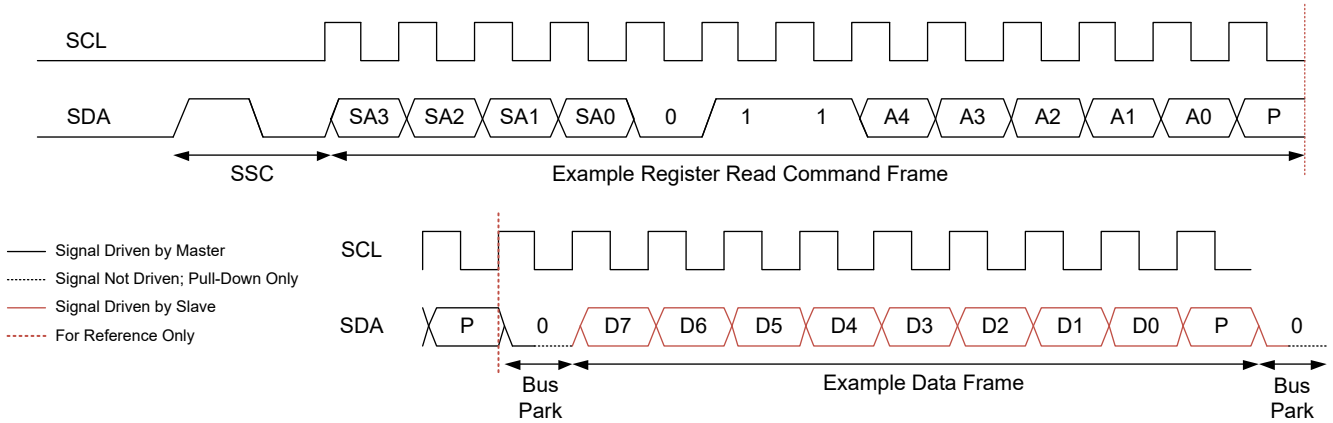 SCL
SDA SA3 SA2 SA1 SA0 0 1 1 A4 A3 A2 A1 A0 P
SSC Example Register Read Command Frame
Signal Driven by Master
Signal Not Driven; Pull-Down Only
Signal Driven by Slave
For Reference Only
SCL
SDA P 0 D7 D6 D5 D4 D3 D2 D1 D0 P 0
Bus Park Example Data Frame Bus Park